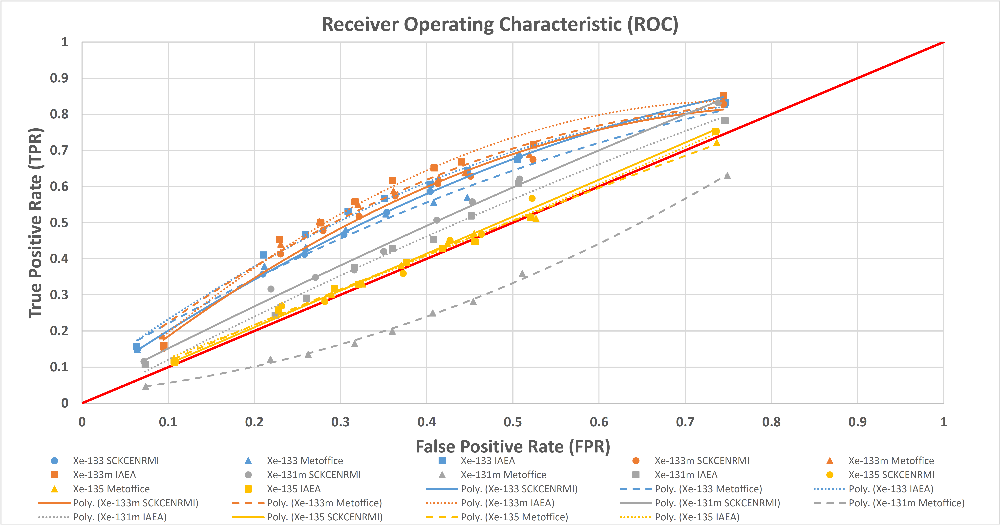 Receiver Operating Characteristic (ROC)
1
0.9
0.8
0.7
0.6
0.5
0.4
0.3
0.2
0.1
0
True Positive Rate (TPR)
0 0.1 0.2 0.3 0.4 0.5 0.6 0.7 0.8 0.9 1
False Positive Rate (FPR)
Xe-133 SCKCENRMI Xe-133 Metoffice Xe-133 IAEA Xe-133m SCKCENRMI Xe-133m Metoffice
Xe-133m IAEA Xe-131m SCKCENRMI Xe-131m Metoffice Xe-131m IAEA Xe-135 SCKCENRMI
Xe-135 Metoffice Xe-135 IAEA Poly. (Xe-133 SCKCENRMI) Poly. (Xe-133 Metoffice) Poly. (Xe-133 IAEA)
Poly. (Xe-133m SCKCENRMI) Poly. (Xe-133m Metoffice) Poly. (Xe-133m IAEA) Poly. (Xe-131m SCKCENRMI) Poly. (Xe-131m Metoffice)
Poly. (Xe-131m IAEA) Poly. (Xe-135 SCKCENRMI) Poly. (Xe-135 Metoffice) Poly. (Xe-135 IAEA)